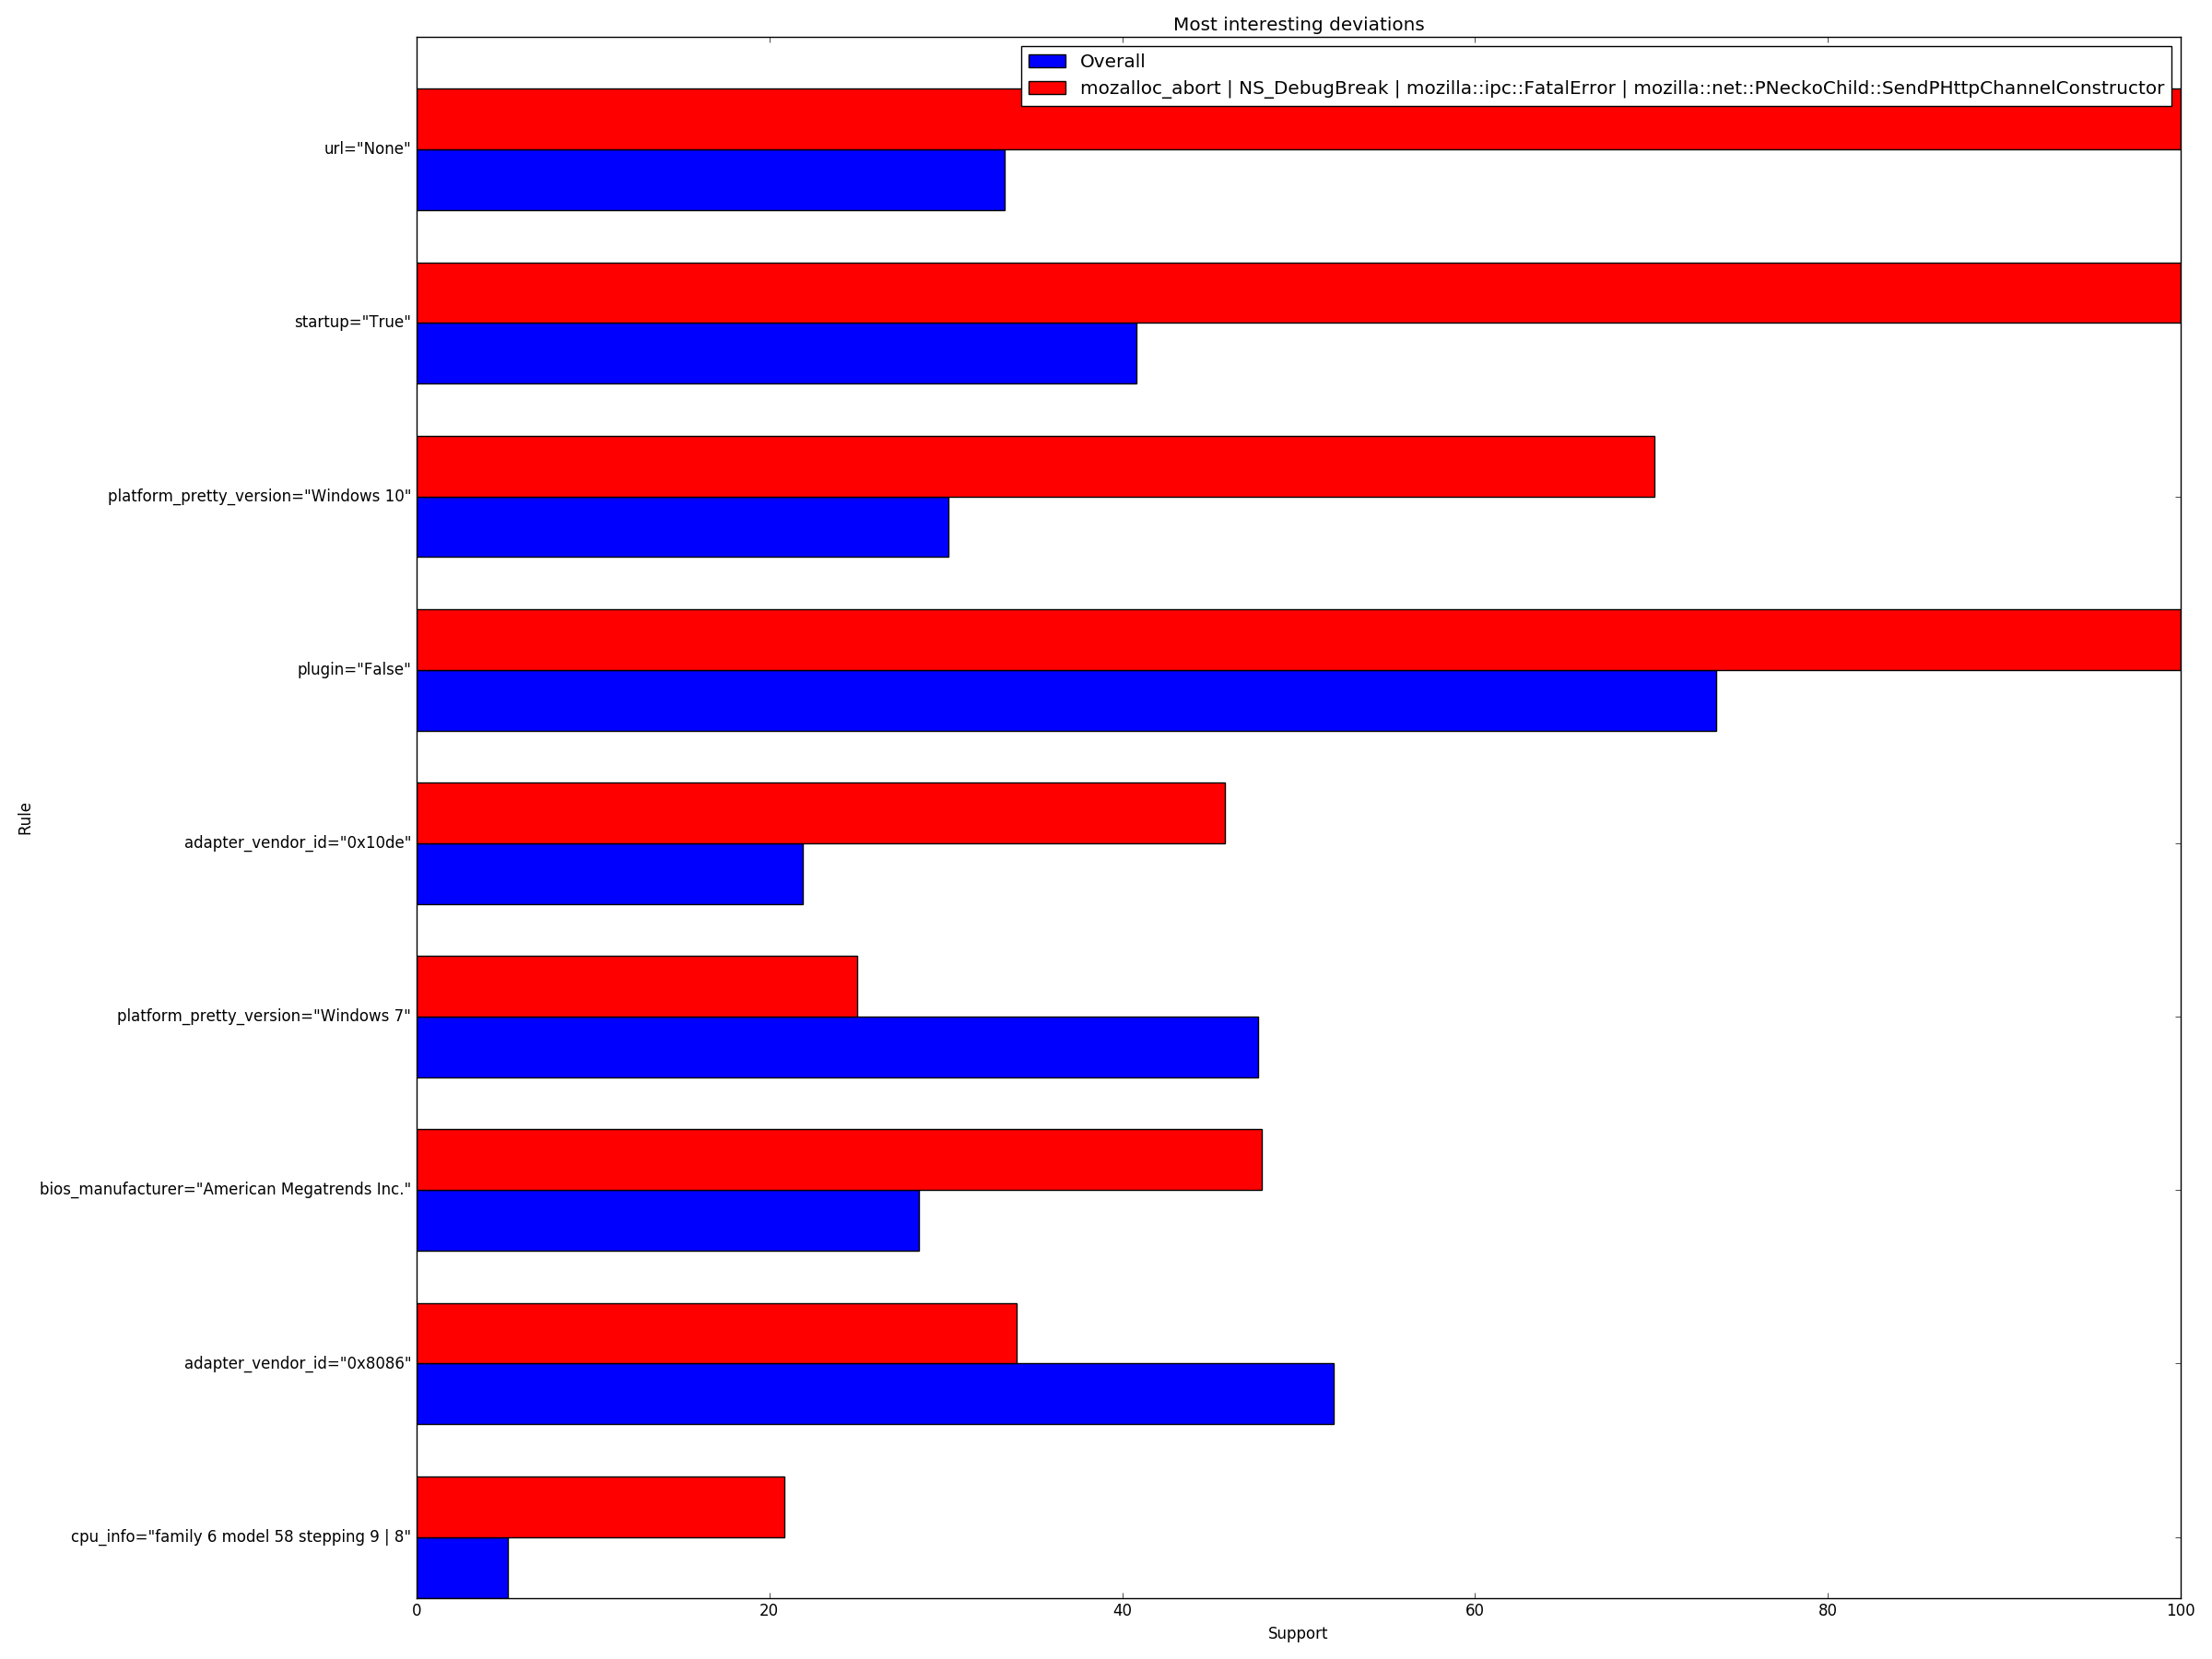 Most interesting deviations
Overall
mozalloc_abort | NS_DebugBreak | mozilla::ipc::FatalError | mozilla::net::PNeckoChild::SendPHttpChannelConstructor
url="None"
startup="True"
platform_pretty_version="Windows 10"
plugin="False"
Rule
adapter_vendor_id="0x10de"
platform_pretty_version="Windows 7"
bios_manufacturer="American Megatrends Inc."
adapter_vendor_id="0x8086"
cpu_info="family 6 model 58 stepping 9 | 8"
0 20 40 60 80 100
Support